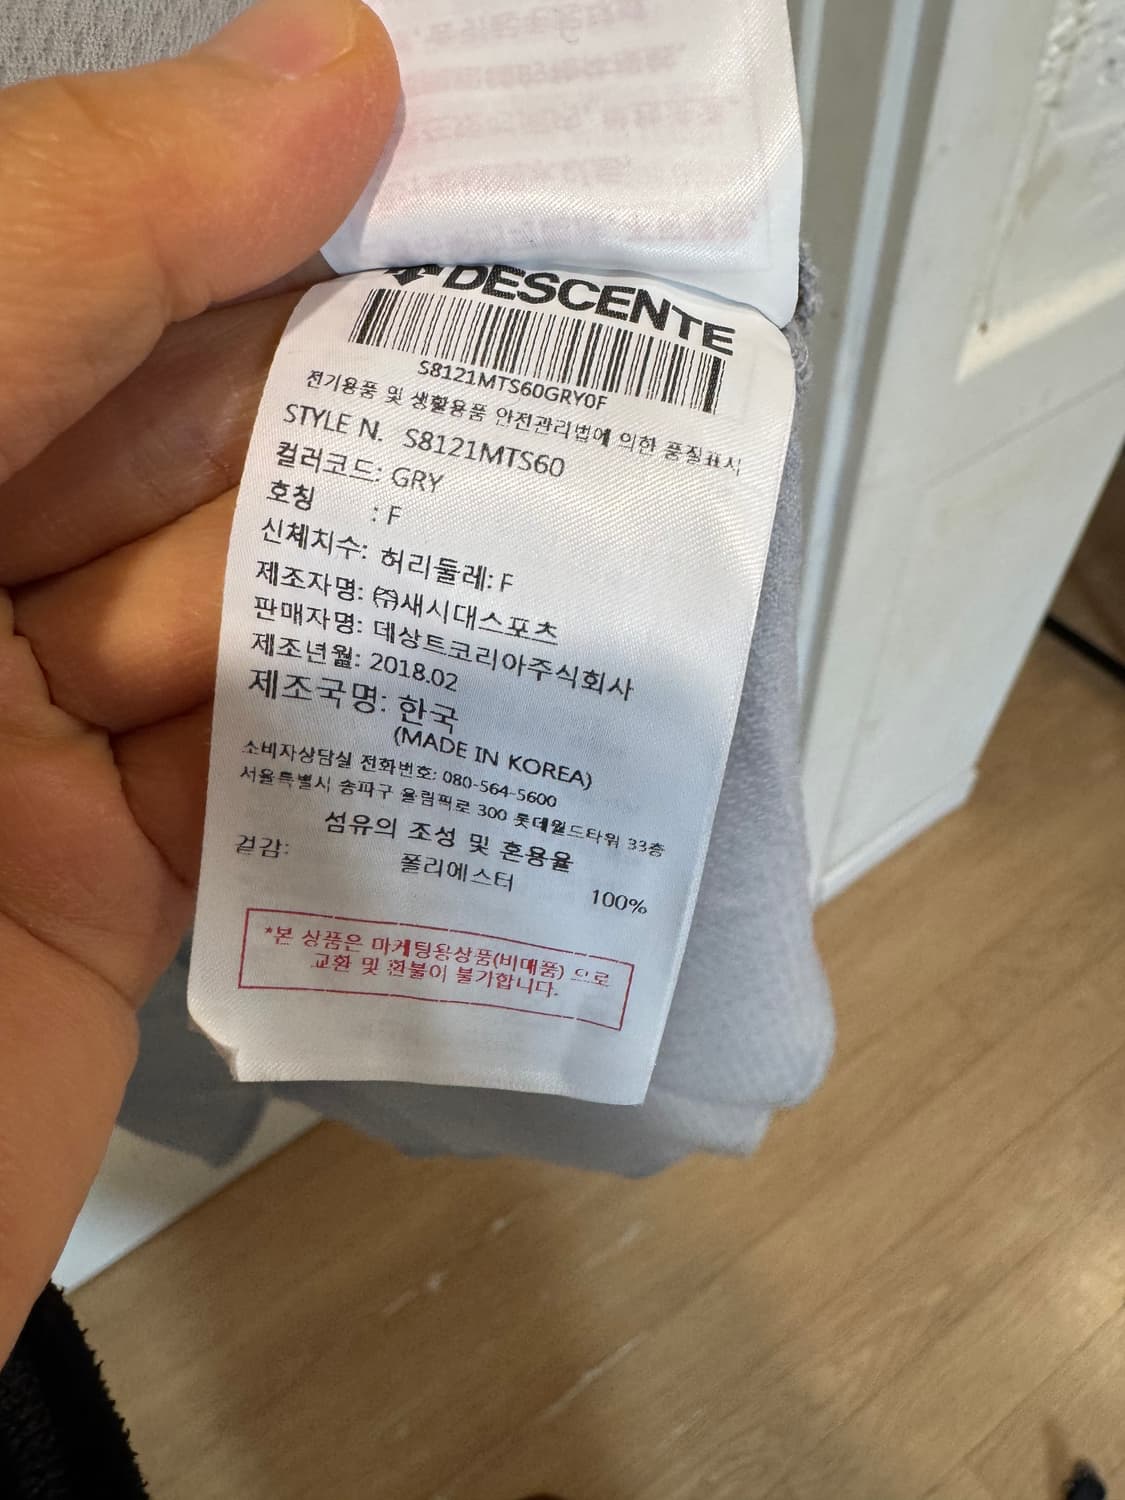 DESCENTE
S8121MTS60GRY0F
전기용품 및 생활용품 안전관리법에 의한 품질표시
STYLE N. S8121MTS60
컬러코드: GRY
호칭 : F
신체치수: 허리둘레: F
제조자명: ㈜새시대스포츠
판매자명: 데상트코리아주식회사
제조년월: 2018.02
제조국명: 한국
(MADE IN KOREA)
소비자상담실 전화번호: 080-564-5600
서울특별시 송파구 올림픽로 300 롯데월드타워 33층
섬유의 조성 및 혼용율
겉감: 폴리에스터 100%
*본 상품은 마케팅용상품(비매품) 으로
교환 및 환불이 불가합니다.